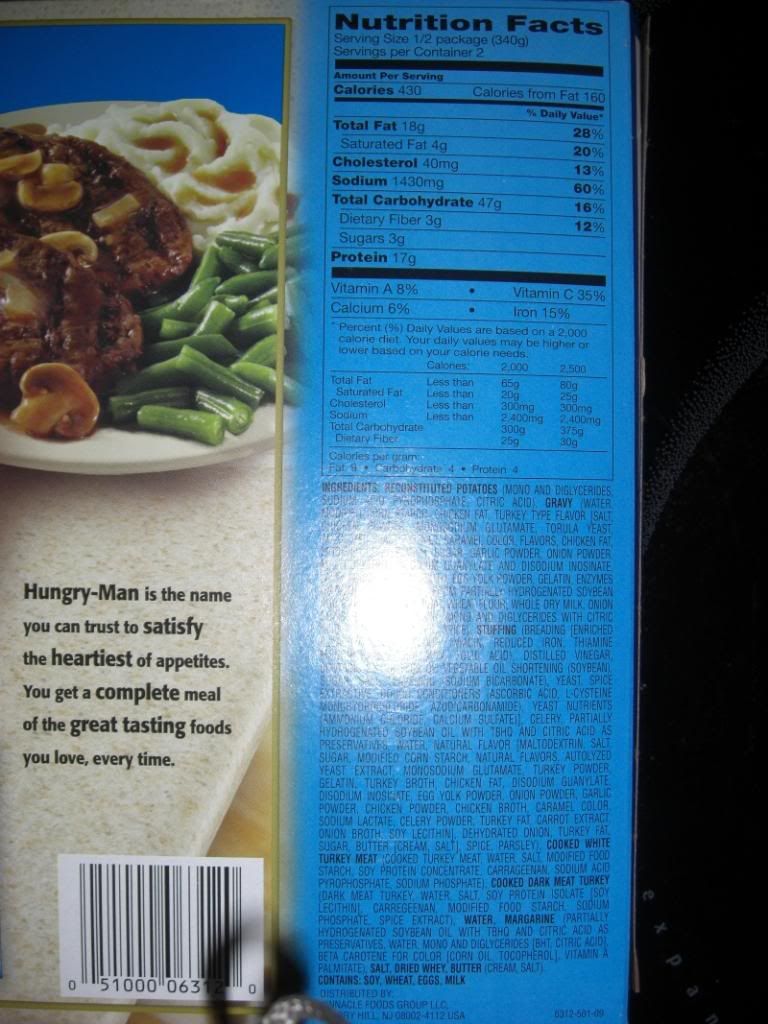 Nutrition Facts
Serving Size 1/2 package (340g)
Servings per Container 2
Amount Per Serving
Calories 430 Calories from Fat 160
% Daily Value*
Total Fat 18g 28%
Saturated Fat 4g 20%
Cholesterol 40mg 13%
Sodium 1430mg 60%
Total Carbohydrate 47g 16%
Dietary Fiber 3g 12%
Sugars 3g
Protein 17g
Vitamin A 8% • Vitamin C 35%
Calcium 6% • Iron 15%
* Percent (%) Daily Values are based on a 2,000
calorie diet. Your daily values may be higher or
lower based on your calorie needs.
Calories: 2,000 2,500
Total Fat Less than 65g 80g
Saturated Fat Less than 20g 25g
Cholesterol Less than 300mg 300mg
Sodium Less than 2,400mg 2,400mg
Total Carbohydrate 300g 375g
Dietary Fiber 25g 30g
Calories per gram:
Fat 9 • Carbohydrate 4 • Protein 4
INGREDIENTS: RECONSTITUTED POTATOES (MONO AND DIGLYCERIDES,
CITRIC ACID), GRAVY (WATER,
CHICKEN FAT, TURKEY TYPE FLAVOR [SALT,
GLUTAMATE, TORULA YEAST,
CARAMEL COLOR, FLAVORS, CHICKEN FAT,
GARLIC POWDER, ONION POWDER,
AND DISODIUM INOSINATE,
EGG YOLK POWDER, GELATIN, ENZYMES
PARTIALLY HYDROGENATED SOYBEAN
FLOUR, WHOLE DRY MILK, ONION
AND DIGLYCERIDES WITH CITRIC
STUFFING (BREADING [ENRICHED
REDUCED IRON, THIAMINE
ACID), DISTILLED VINEGAR,
VEGETABLE OIL SHORTENING (SOYBEAN),
SODIUM BICARBONATE), YEAST, SPICE
CONDITIONERS (ASCORBIC ACID, L-CYSTEINE
AZODICARBONAMIDE), YEAST NUTRIENTS
(AMMONIUM CHLORIDE, CALCIUM SULFATE)], CELERY, PARTIALLY
HYDROGENATED SOYBEAN OIL WITH TBHQ AND CITRIC ACID AS
PRESERVATIVES, WATER, NATURAL FLAVOR [MALTODEXTRIN, SALT,
SUGAR, MODIFIED CORN STARCH, NATURAL FLAVORS, AUTOLYZED
YEAST EXTRACT, MONOSODIUM GLUTAMATE, TURKEY POWDER,
GELATIN, TURKEY BROTH, CHICKEN FAT, DISODIUM GUANYLATE,
DISODIUM INOSINATE, EGG YOLK POWDER, ONION POWDER, GARLIC
POWDER, CHICKEN POWDER, CHICKEN BROTH, CARAMEL COLOR,
SODIUM LACTATE, CELERY POWDER, TURKEY FAT, CARROT EXTRACT,
ONION BROTH, SOY LECITHIN], DEHYDRATED ONION, TURKEY FAT,
SUGAR, BUTTER [CREAM, SALT], SPICE, PARSLEY), COOKED WHITE
TURKEY MEAT (COOKED TURKEY MEAT, WATER, SALT, MODIFIED FOOD
STARCH, SOY PROTEIN CONCENTRATE, CARRAGEENAN, SODIUM ACID
PYROPHOSPHATE, SODIUM PHOSPHATE), COOKED DARK MEAT TURKEY
(DARK MEAT TURKEY, WATER, SALT, SOY PROTEIN ISOLATE [SOY
LECITHIN], CARREGEENAN, MODIFIED FOOD STARCH, SODIUM
PHOSPHATE, SPICE EXTRACT), WATER, MARGARINE (PARTIALLY
HYDROGENATED SOYBEAN OIL WITH TBHQ AND CITRIC ACID AS
PRESERVATIVES, WATER, MONO AND DIGLYCERIDES [BHT, CITRIC ACID],
BETA CAROTENE FOR COLOR [CORN OIL, TOCOPHEROL], VITAMIN A
PALMITATE), SALT, DRIED WHEY, BUTTER (CREAM, SALT).
CONTAINS: SOY, WHEAT, EGGS, MILK
DISTRIBUTED BY:
PINNACLE FOODS GROUP LLC,
HILL, NJ 08002-4112 USA 6312-501-09
Hungry-Man is the name
you can trust to satisfy
the heartiest of appetites.
You get a complete meal
of the great tasting foods
you love, every time.
0 51000 06312 0
expan